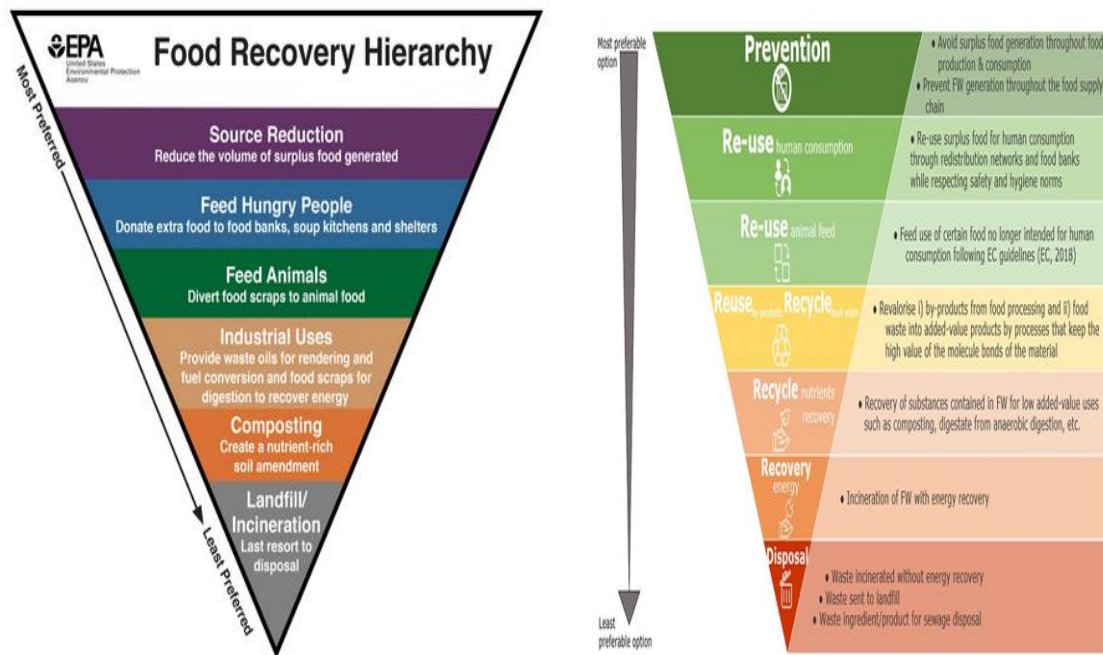 EPA
United States
Environmental Protection
Agency
Food Recovery Hierarchy
Most Preferred
Source Reduction
Reduce the volume of surplus food generated
Feed Hungry People
Donate extra food to food banks, soup kitchens and shelters
Feed Animals
Divert food scraps to animal food
Industrial Uses
Provide waste oils for rendering and
fuel conversion and food scraps for
digestion to recover energy
Composting
Create a nutrient-rich
soil amendment
Landfill/
Incineration
Last resort to
disposal
Least Preferred
Most preferable
option
Prevention
● Avoid surplus food generation throughout food
production & consumption
● Prevent FW generation throughout the food supply
chain
Re-use human consumption
● Re-use surplus food for human consumption
through redistribution networks and food banks
while respecting safety and hygiene norms
Re-use animal feed
● Feed use of certain food no longer intended for human
consumption following EC guidelines (EC, 2018)
Reuse by-products Recycle food waste
● Revalorise i) by-products from food processing and ii) food
waste into added-value products by processes that keep the
high value of the molecule bonds of the material
Recycle nutrients
recovery
● Recovery of substances contained in FW for low added-value uses
such as composting, digestate from anaerobic digestion, etc.
Recovery
energy
● Incineration of FW with energy recovery
Disposal
● Waste incinerated without energy recovery
● Waste sent to landfill
● Waste ingredient/product for sewage disposal
Least
preferable option